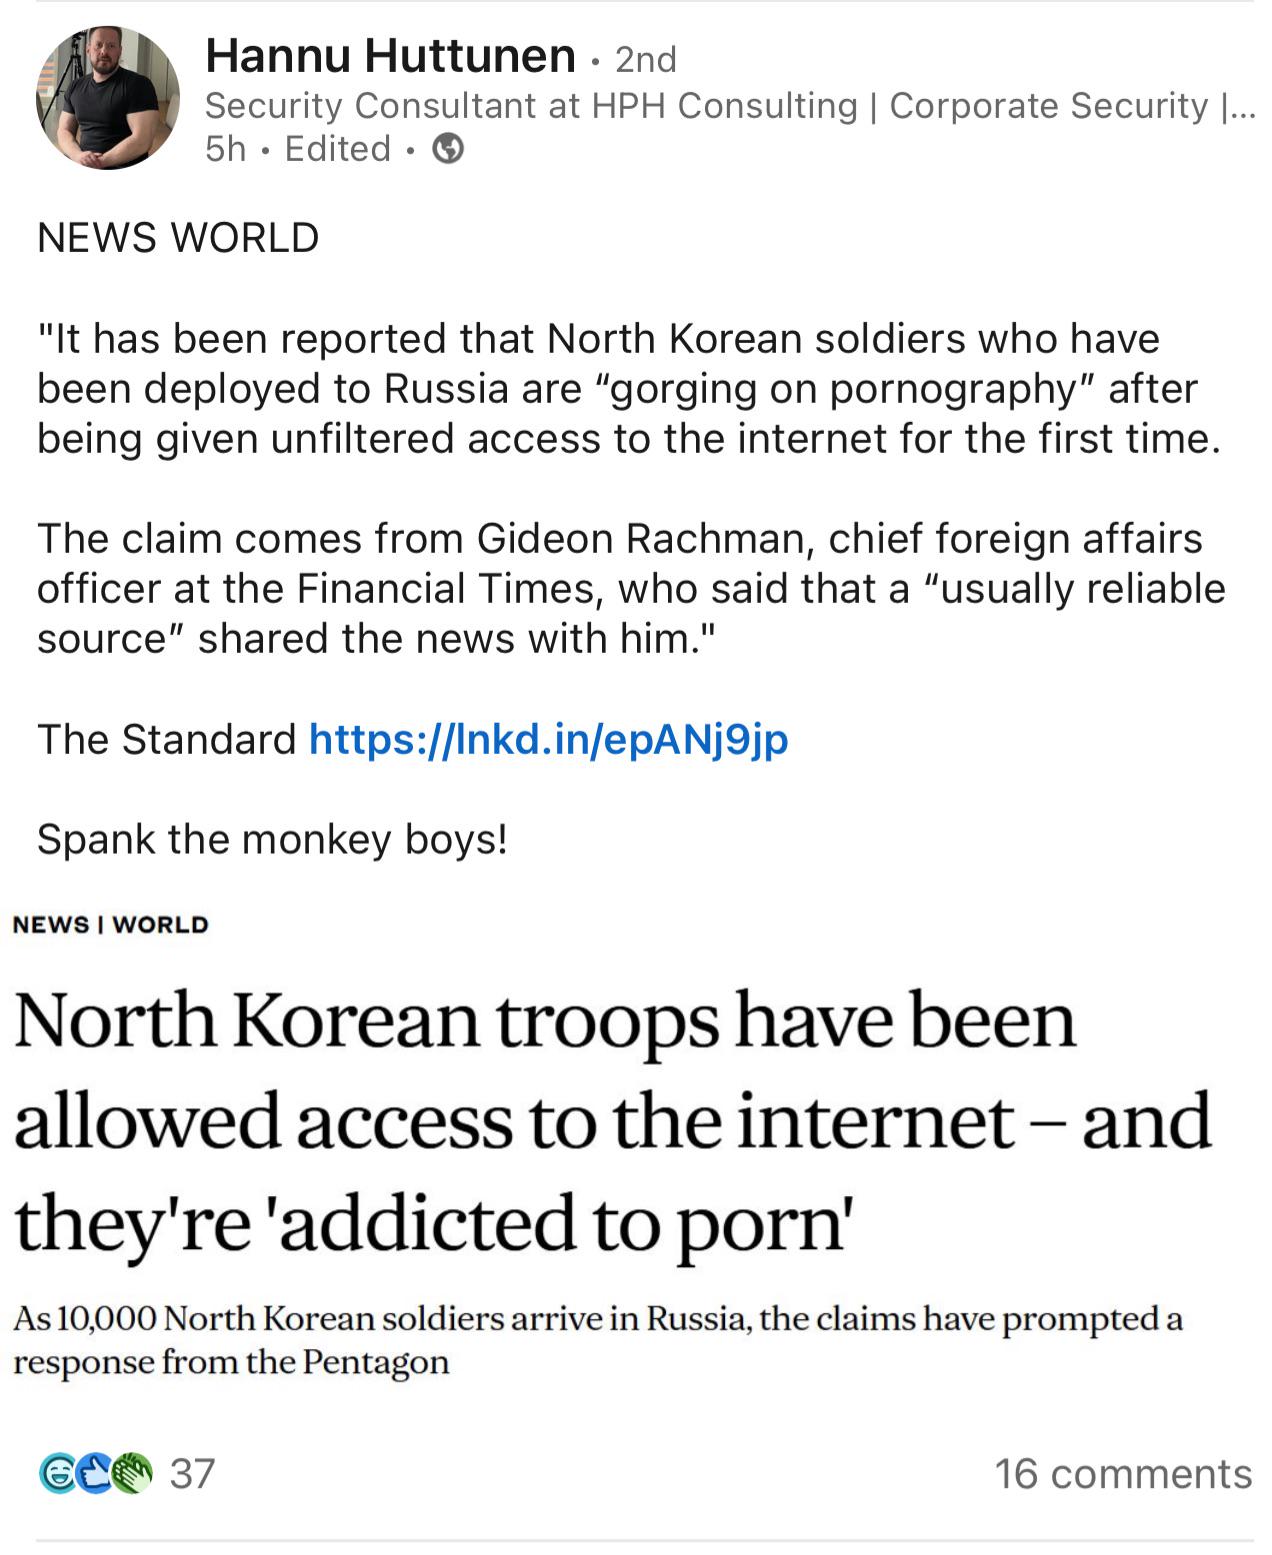 Hannu Huttunen • 2nd
Security Consultant at HPH Consulting | Corporate Security |...
5h • Edited •
NEWS WORLD
"It has been reported that North Korean soldiers who have
been deployed to Russia are “gorging on pornography” after
being given unfiltered access to the internet for the first time.
The claim comes from Gideon Rachman, chief foreign affairs
officer at the Financial Times, who said that a “usually reliable
source” shared the news with him."
The Standard https://lnkd.in/epANj9jp
Spank the monkey boys!
NEWS | WORLD
North Korean troops have been
allowed access to the internet – and
they're 'addicted to porn'
As 10,000 North Korean soldiers arrive in Russia, the claims have prompted a
response from the Pentagon
37 16 comments